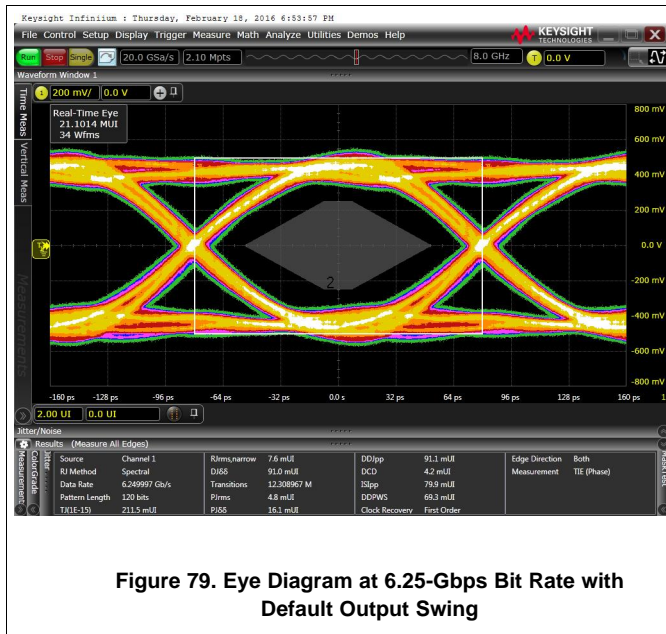 Keysight Infiniium : Thursday, February 18, 2016 6:53:57 PM
File Control Setup Display Trigger Measure Math Analyze Utilities Demos Help
KEYSIGHT
TECHNOLOGIES
Run Stop Single 20.0 GSa/s 2.10 Mpts 8.0 GHz T 0.0 V
Waveform Window 1
Time Meas
Vertical Meas
Measurements
200 mV/ 0.0 V
Real-Time Eye
21.1014 MUI
34 Wfms
800 mV
600 mV
400 mV
200 mV
0.0 V
-200 mV
-400 mV
-600 mV
-800 mV
2
-160 ps -128 ps -96 ps -64 ps -32 ps 0.0 s 32 ps 64 ps 96 ps 128 ps 160 ps
2.00 UI 0.0 UI
Jitter/Noise
Results (Measure All Edges)
Measurement
ColorGrade
Jitter
MaskTest
Source Channel 1 RJrms,narrow 7.6 mUI DDJpp 91.1 mUI Edge Direction Both
RJ Method Spectral DJδδ 91.0 mUI DCD 4.2 mUI Measurement TIE (Phase)
Data Rate 6.249997 Gb/s Transitions 12.308967 M ISIpp 79.9 mUI
Pattern Length 120 bits PJrms 4.8 mUI DDPWS 69.3 mUI
TJ(1E-15) 211.5 mUI PJδδ 16.1 mUI Clock Recovery First Order
Figure 79. Eye Diagram at 6.25-Gbps Bit Rate with
Default Output Swing